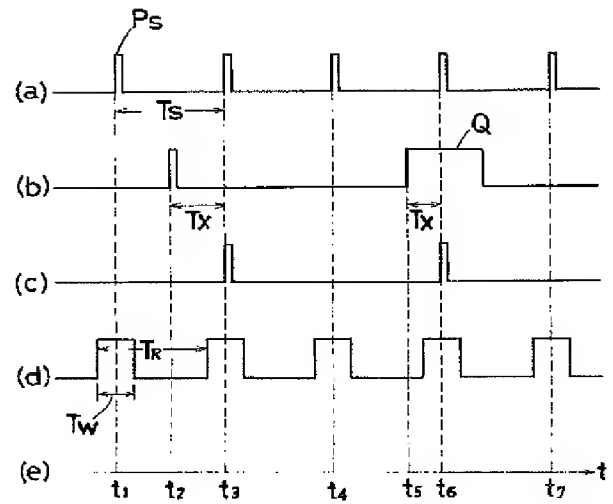 Ps
(a)
Ts
Q
(b)
Tx
Tx
(c)
TR
(d)
Tw
(e)
t
t₁ t₂ t₃ t₄ t₅ t₆ t₇